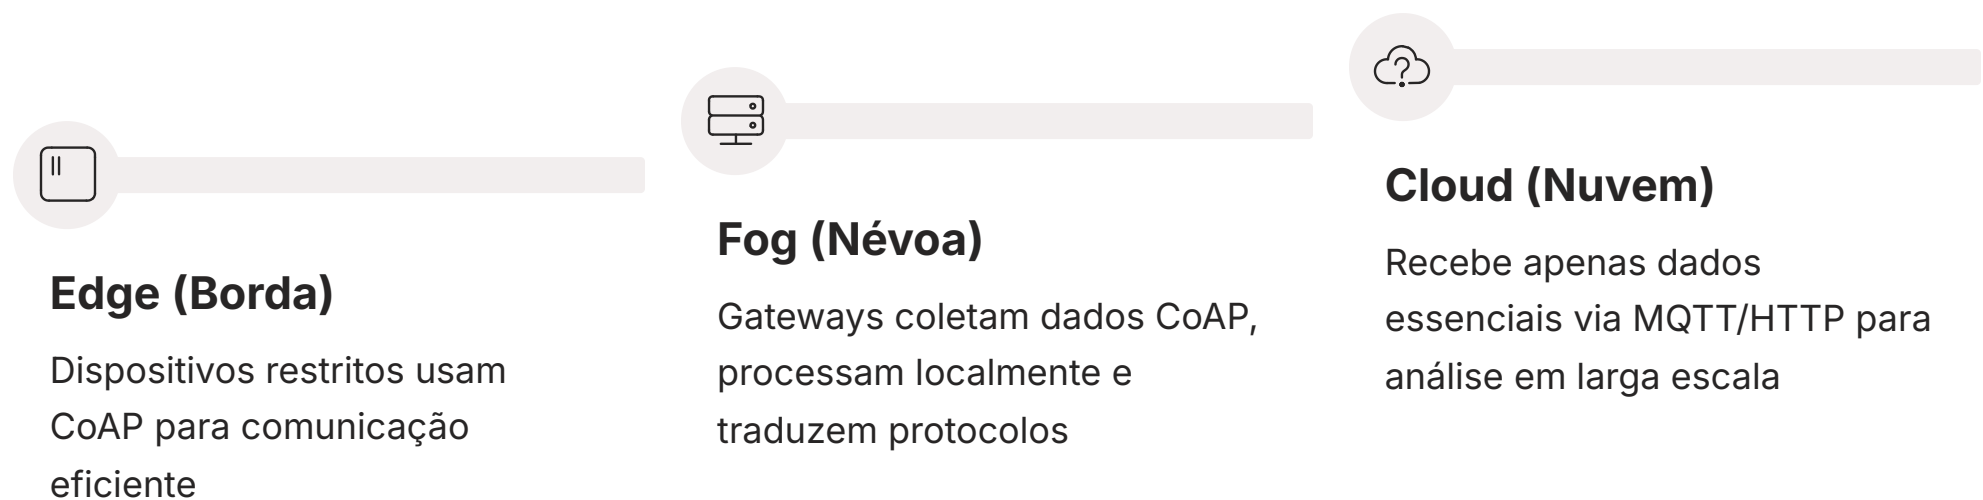 Edge (Borda)
Dispositivos restritos usam
CoAP para comunicação
eficiente
Fog (Névoa)
Gateways coletam dados CoAP,
processam localmente e
traduzem protocolos
Cloud (Nuvem)
Recebe apenas dados
essenciais via MQTT/HTTP para
análise em larga escala